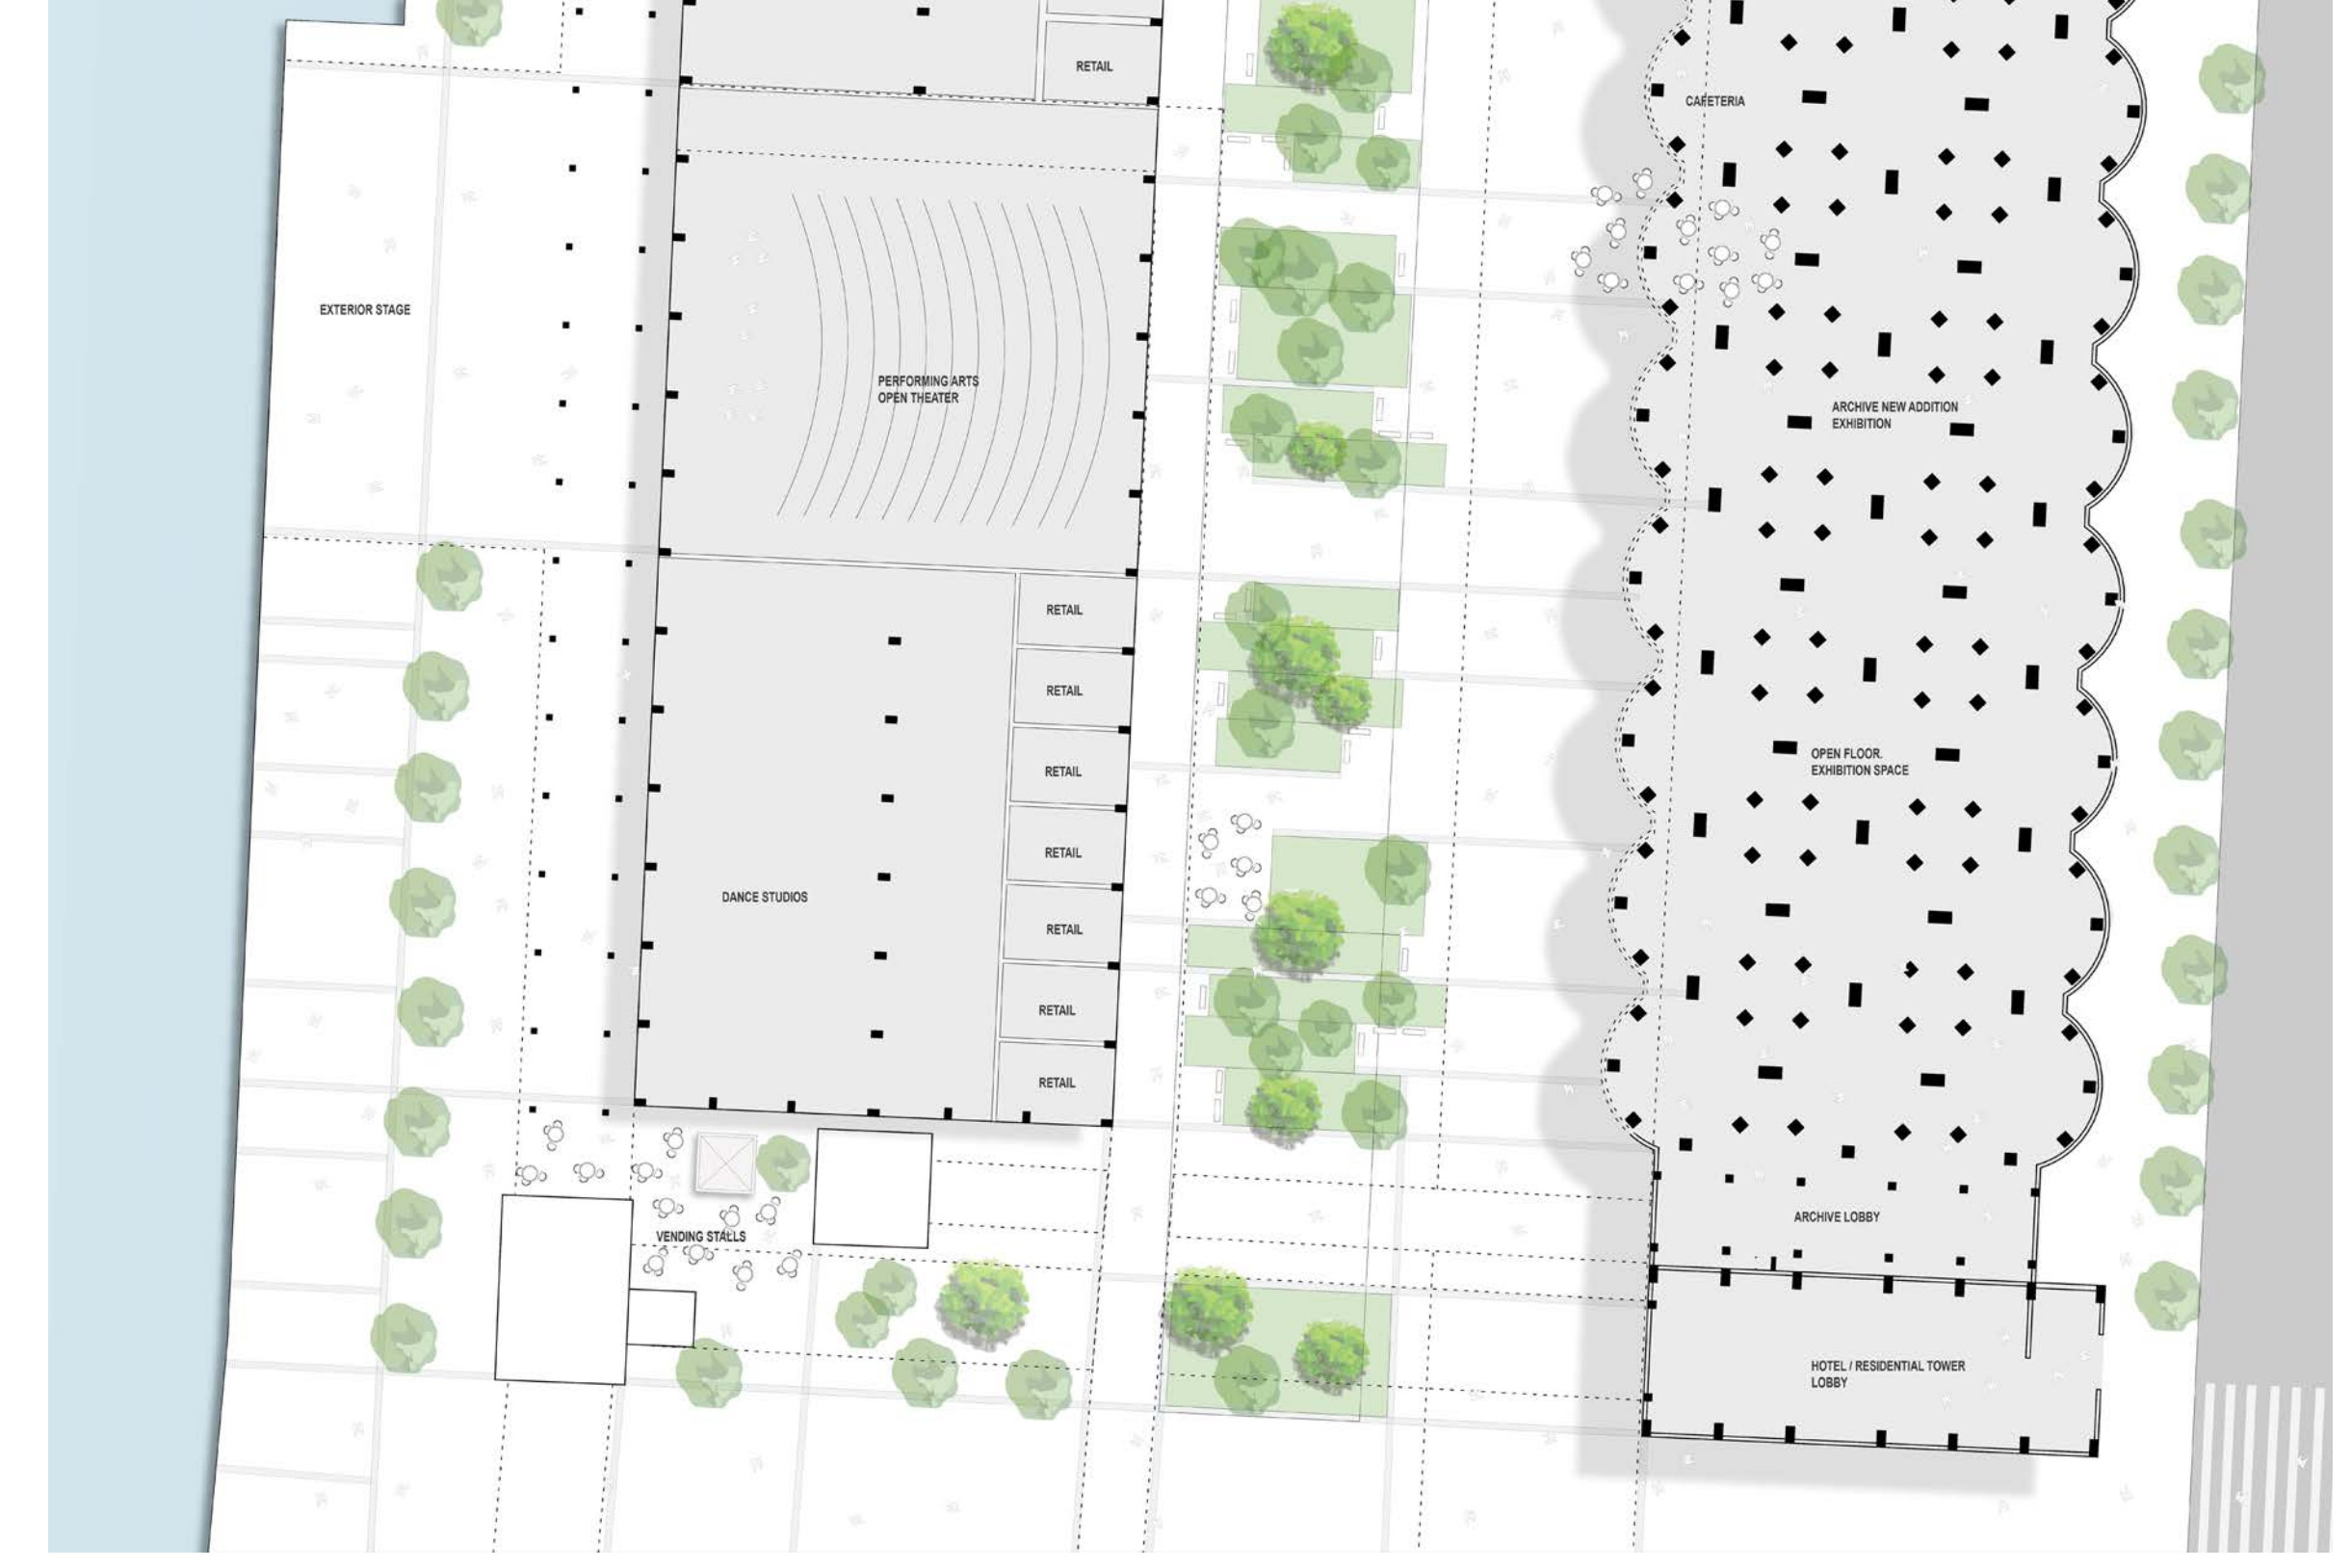 RETAIL
CAFETERIA
EXTERIOR STAGE
PERFORMING ARTS
OPEN THEATER
ARCHIVE NEW ADDITION
EXHIBITION
RETAIL
RETAIL
RETAIL
OPEN FLOOR.
EXHIBITION SPACE
RETAIL
DANCE STUDIOS
RETAIL
RETAIL
RETAIL
ARCHIVE LOBBY
VENDING STALLS
HOTEL / RESIDENTIAL TOWER
LOBBY